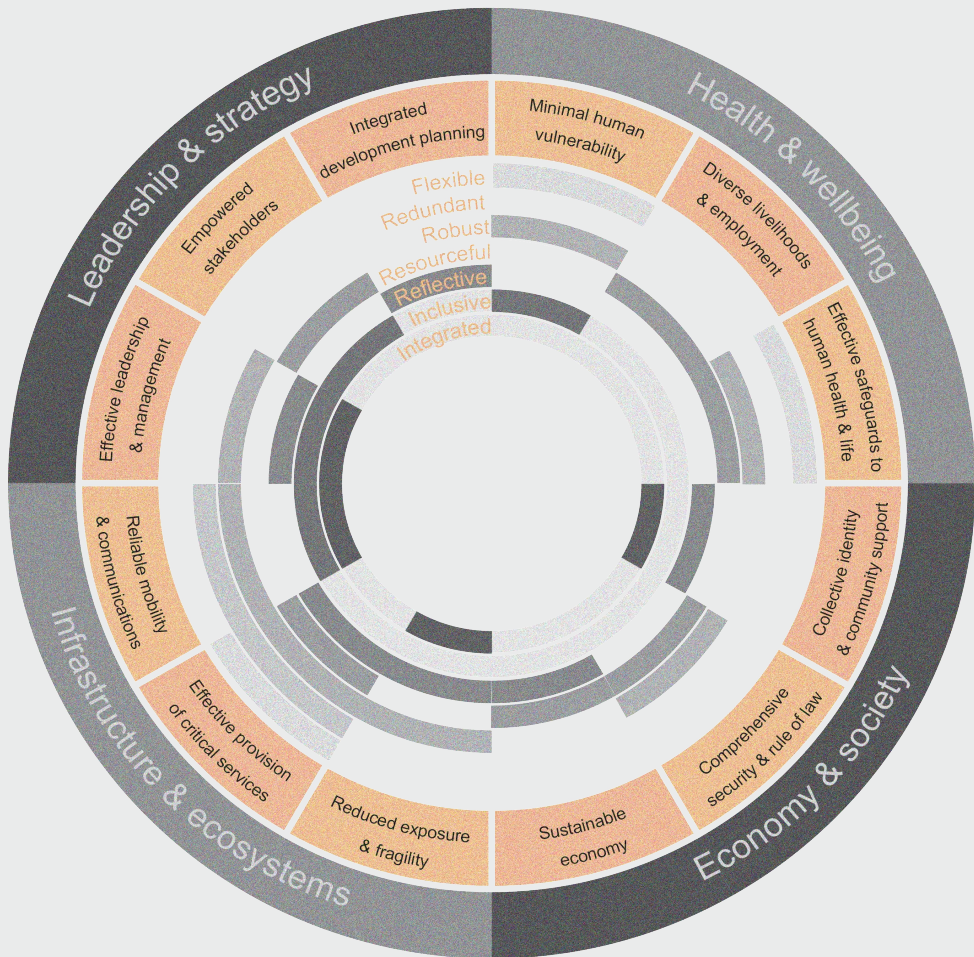 Leadership & strategy
Health & wellbeing
Economy & society
Infrastructure & ecosystems
Integrated
development planning
Minimal human
vulnerability
Diverse livelihoods
& employment
Effective safeguards to
human health & life
Collective identity
& community support
Comprehensive
security & rule of law
Sustainable
economy
Reduced exposure
& fragility
Effective provision
of critical services
Reliable mobility
& communications
Effective leadership
& management
Empowered
stakeholders
Flexible
Redundant
Robust
Resourceful
Reflective
Inclusive
Integrated